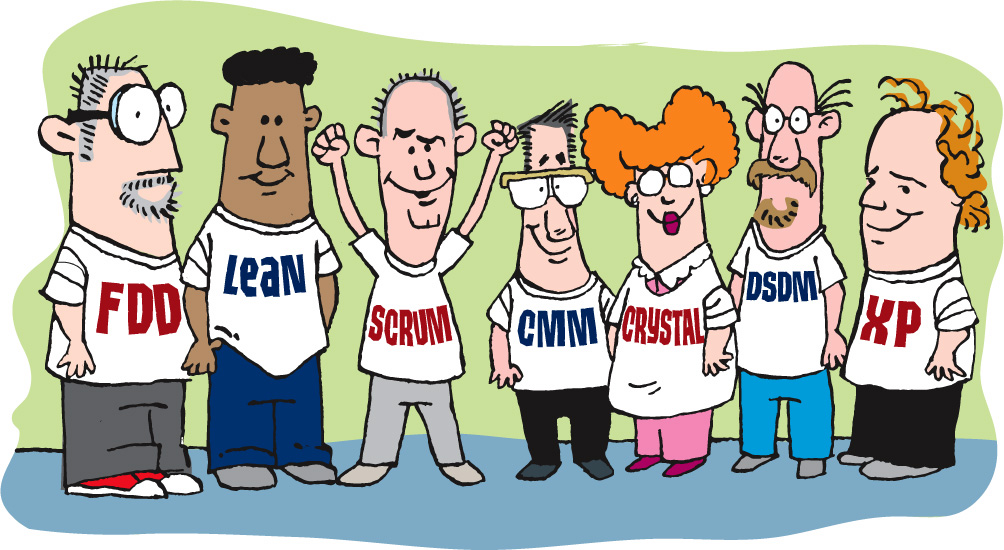 FDD
LeaN
SCRUM
CMM
CRYSTAL
DSDM
XP